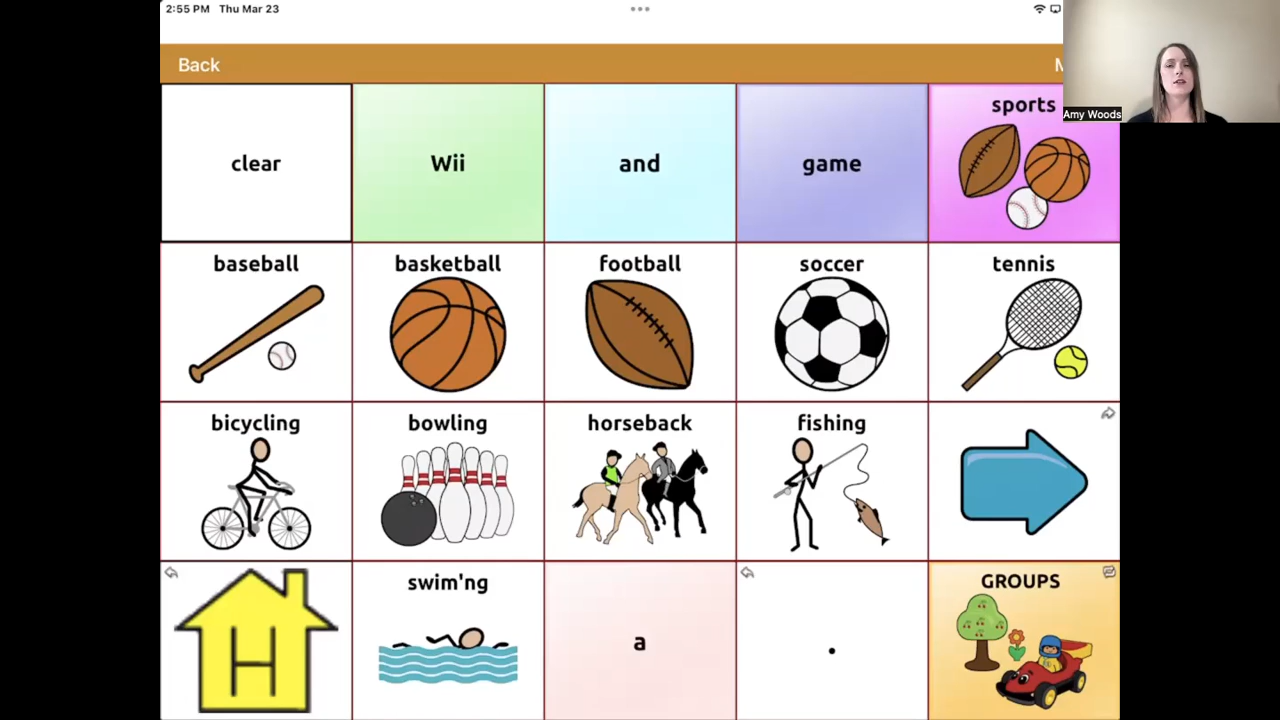 2:55 PM Thu Mar 23
Back
M
Amy Woods
clear
Wii
and
game
sports
baseball
basketball
football
soccer
tennis
bicycling
bowling
horseback
fishing
H
swim'ng
a
.
GROUPS